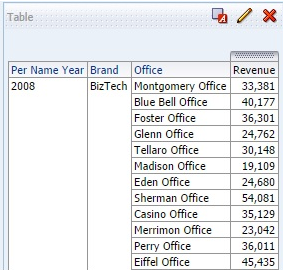 Table
Per Name Year Brand Office Revenue
2008 BizTech Montgomery Office 33,381
Blue Bell Office 40,177
Foster Office 36,301
Glenn Office 24,762
Tellaro Office 30,148
Madison Office 19,109
Eden Office 24,680
Sherman Office 54,081
Casino Office 35,129
Merrimon Office 23,042
Perry Office 36,011
Eiffel Office 45,435